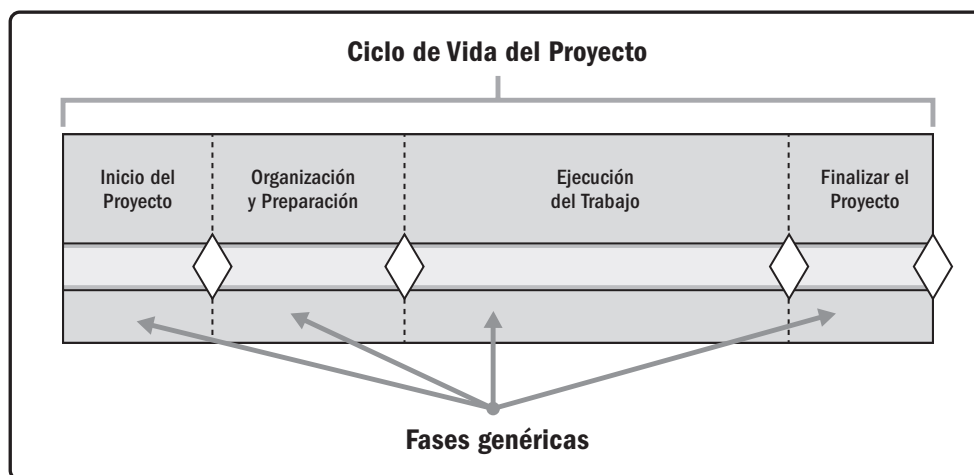 Ciclo de Vida del Proyecto
Inicio del
Proyecto
Organización
y Preparación
Ejecución
del Trabajo
Finalizar el
Proyecto
Fases genéricas